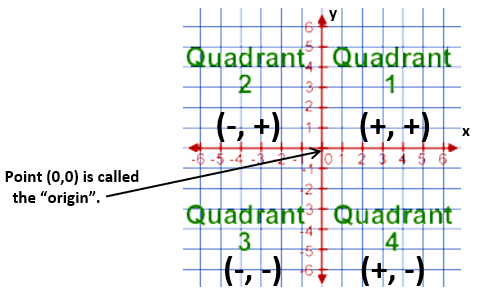 y
Quadrant Quadrant
2 1
(-, +) (+, +)
x
6
5
4
3
2
1
-6 -5 -4 -3 -2 -1 0 1 2 3 4 5 6
-1
-2
-3
-4
-5
-6
Point (0,0) is called
the “origin”.
Quadrant Quadrant
3 4
(-, -) (+, -)